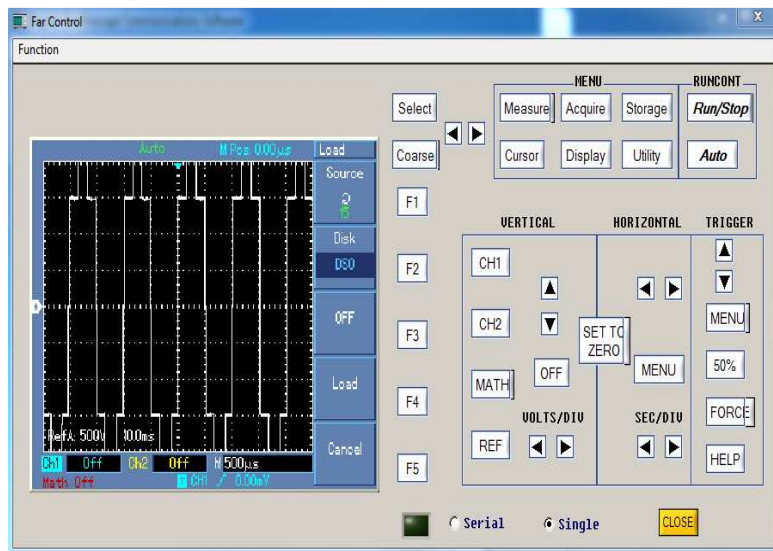 Far Control
Function
MENU
RUNCONT
Select
Measure
Acquire
Storage
Run/Stop
Coarse
Cursor
Display
Utility
Auto
Auto
M Pos: 0.00μs
Load
Source
15
Disk
DSO
OFF
Load
Cancel
RefA: 500V 10.0ms
Ch1 Off Ch2 Off M 500μs
Math Off T CH1 0.00mV
F1
F2
F3
F4
F5
VERTICAL
HORIZONTAL
TRIGGER
CH1
CH2
SET TO
ZERO
MENU
MATH
OFF
MENU
50%
VOLTS/DIV
SEC/DIV
FORCE
REF
HELP
Serial
Single
CLOSE